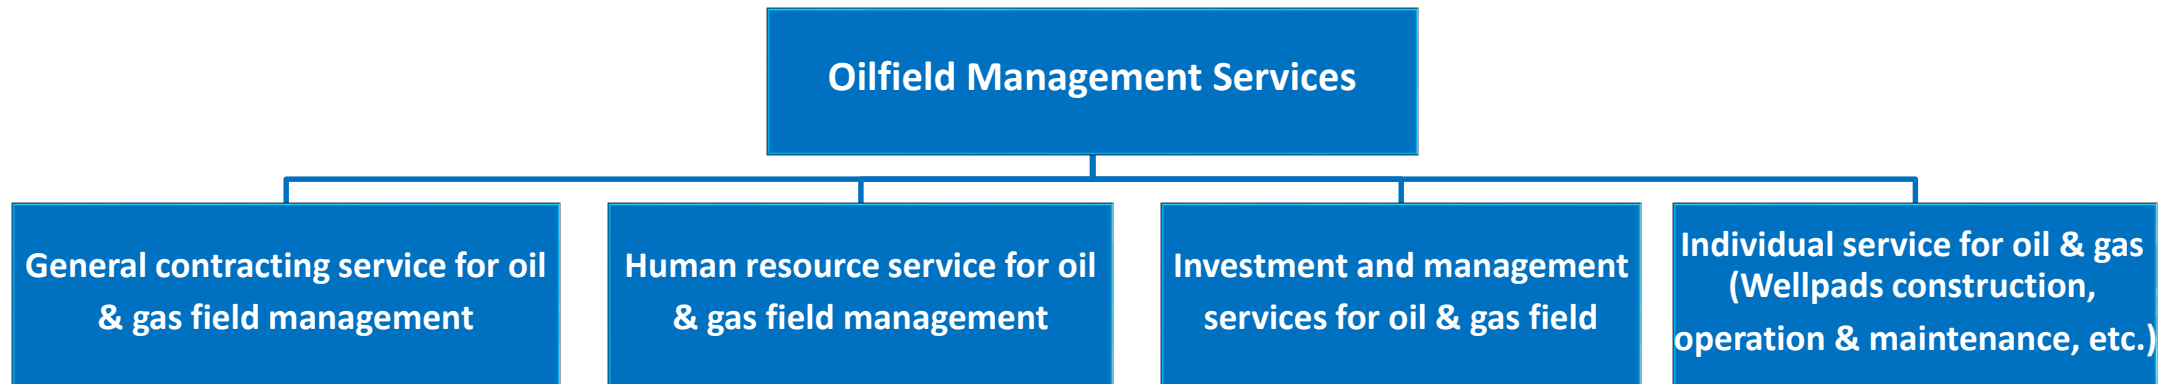 Oilfield Management Services
General contracting service for oil
& gas field management
Human resource service for oil
& gas field management
Investment and management
services for oil & gas field
Individual service for oil & gas
(Wellpads construction,
operation & maintenance, etc.)